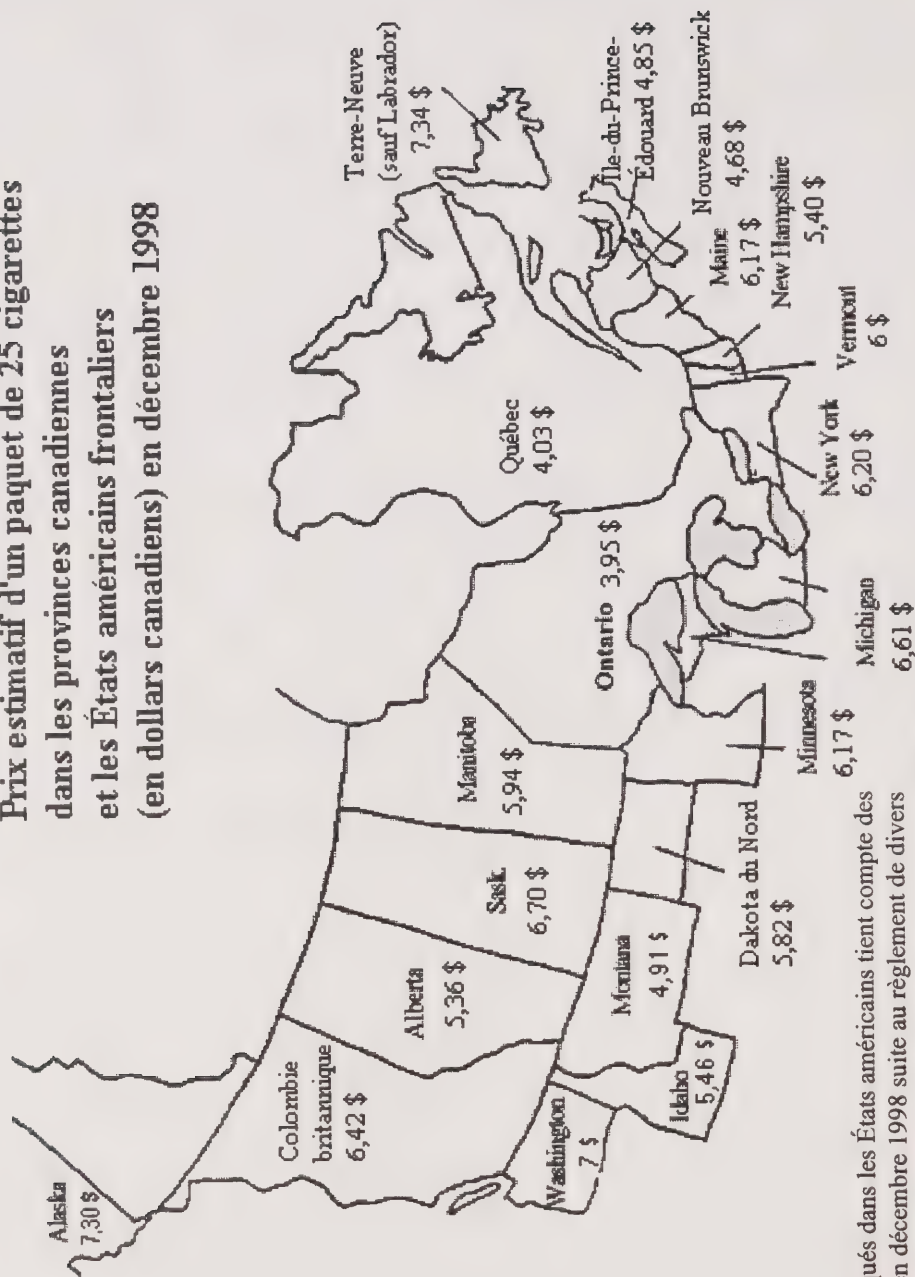 Prix estimatif d'un paquet de 25 cigarettes
dans les provinces canadiennes
et les États américains frontaliers
(en dollars canadiens) en décembre 1998
Alaska
7,30 $
Colombie
britannique
6,42 $
Alberta
5,36 $
Sask.
6,70 $
Manitoba
5,94 $
Ontario 3,95 $
Québec
4,03 $
Terre-Neuve
(sauf Labrador)
7,34 $
Île-du-Prince-
Édouard 4,85 $
Nouveau Brunswick
4,68 $
Maine
6,17 $
New Hampshire
5,40 $
Vermont
6 $
New York
6,20 $
Michigan
6,61 $
Minnesota
6,17 $
Dakota du Nord
5,82 $
Montana
4,91 $
Idaho
5,46 $
Washington
7 $
ués dans les États américains tient compte des
n décembre 1998 suite au règlement de divers